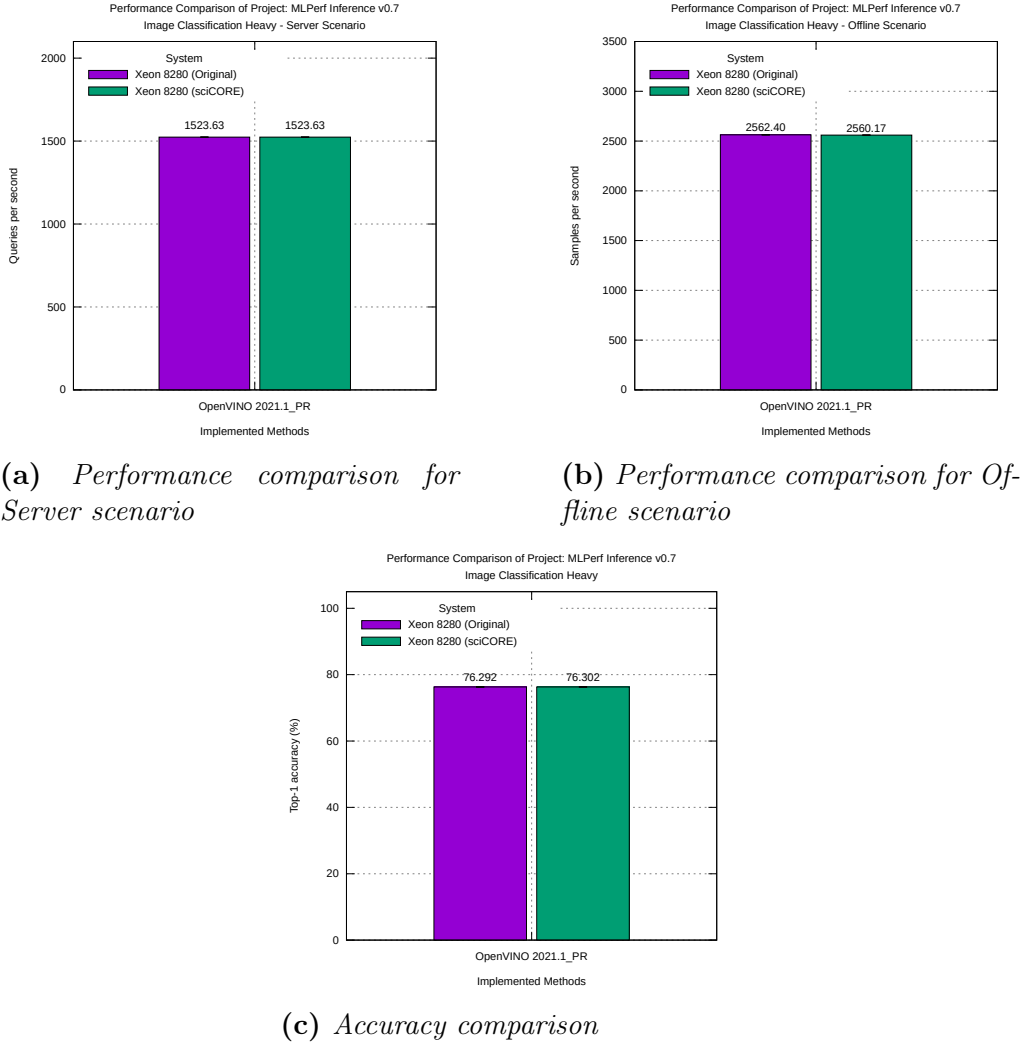 Performance Comparison of Project: MLPerf Inference v0.7
Image Classification Heavy - Server Scenario
2000
1500
1000
500
0
Queries per second
System
Xeon 8280 (Original)
Xeon 8280 (sciCORE)
1523.63
1523.63
OpenVINO 2021.1_PR
Implemented Methods
(a) Performance comparison for
Server scenario
Performance Comparison of Project: MLPerf Inference v0.7
Image Classification Heavy - Offline Scenario
3500
3000
2500
2000
1500
1000
500
0
Samples per second
System
Xeon 8280 (Original)
Xeon 8280 (sciCORE)
2562.40
2560.17
OpenVINO 2021.1_PR
Implemented Methods
(b) Performance comparison for Of-
fline scenario
Performance Comparison of Project: MLPerf Inference v0.7
Image Classification Heavy
100
80
60
40
20
0
Top-1 accuracy (%)
System
Xeon 8280 (Original)
Xeon 8280 (sciCORE)
76.292
76.302
OpenVINO 2021.1_PR
Implemented Methods
(c) Accuracy comparison